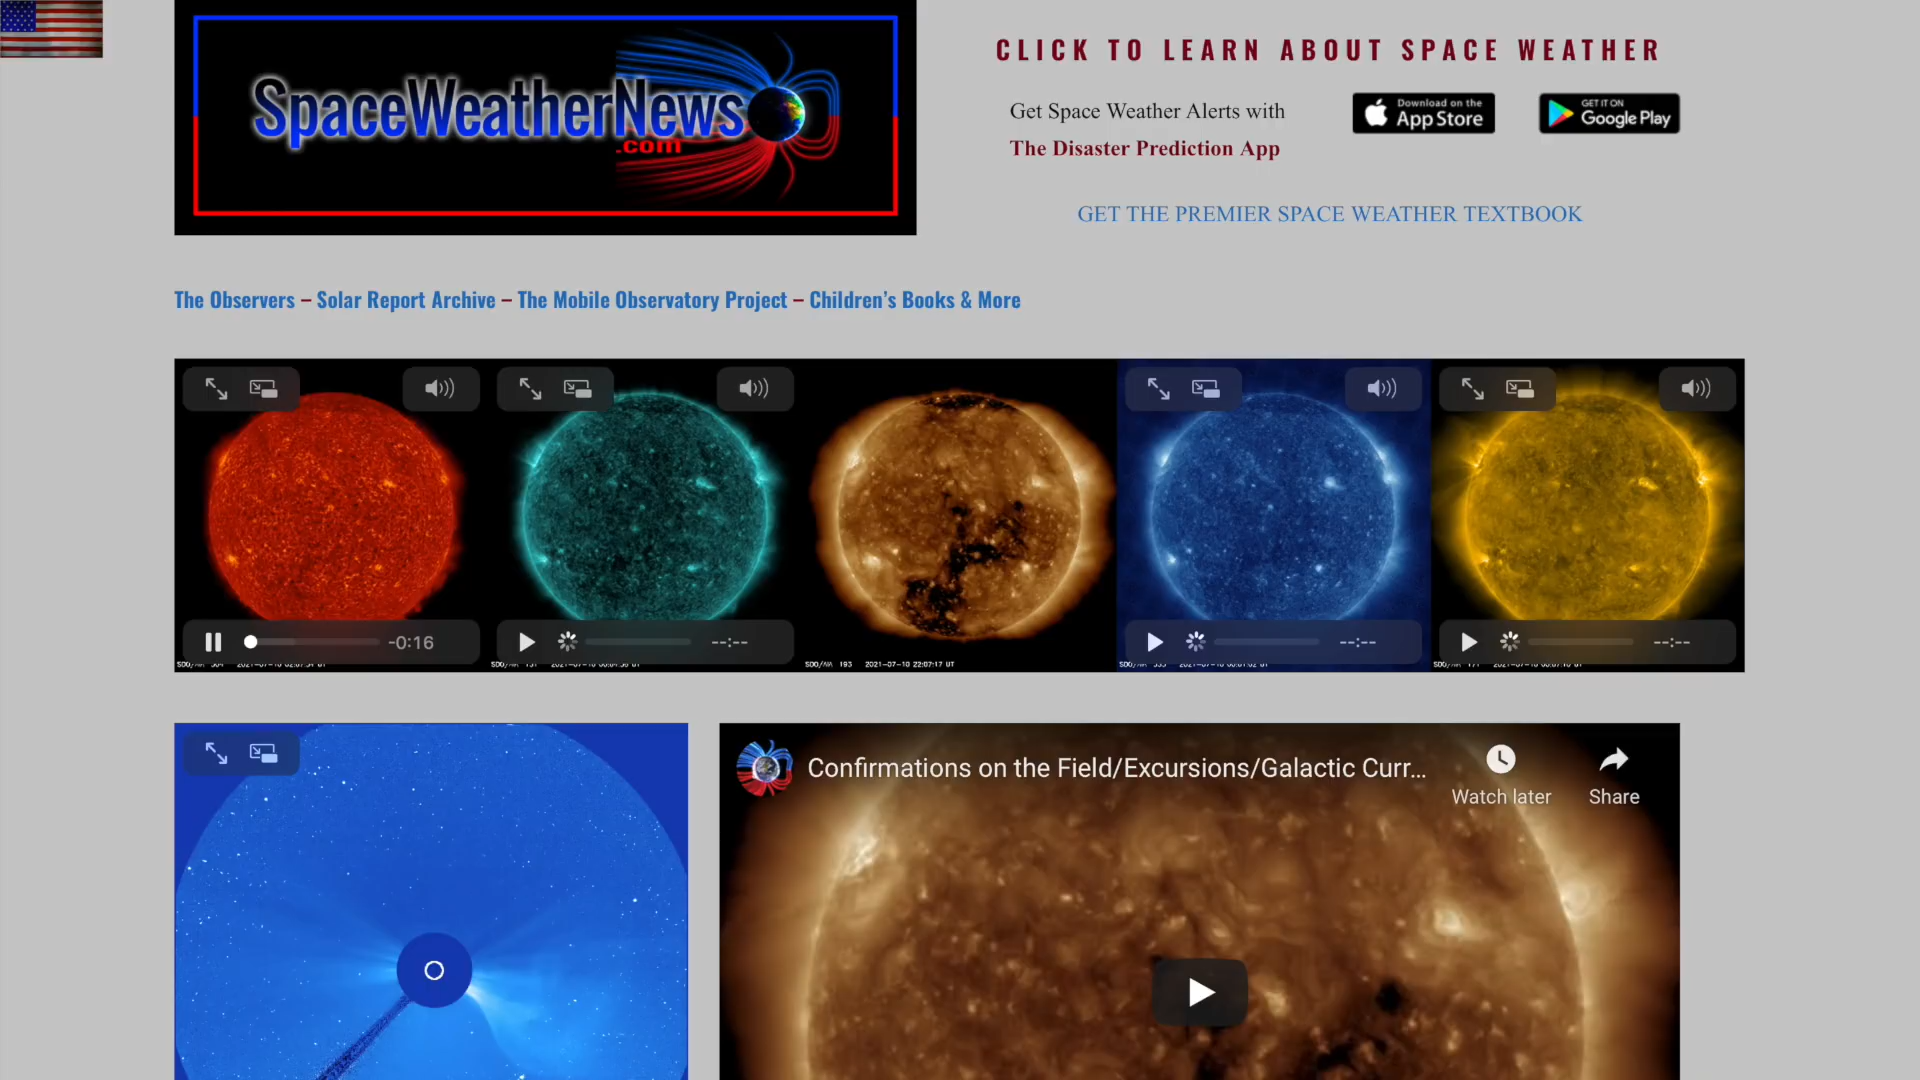 SpaceWeatherNews
.com
CLICK TO LEARN ABOUT SPACE WEATHER
Get Space Weather Alerts with
The Disaster Prediction App
Download on the
App Store
GET IT ON
Google Play
GET THE PREMIER SPACE WEATHER TEXTBOOK
The Observers – Solar Report Archive – The Mobile Observatory Project – Children's Books & More
-0:16
--:--
--:--
--:--
SDO/AIA 193 2021-07-10 22:07:17 UT
Confirmations on the Field/Excursions/Galactic Curr...
Watch later
Share